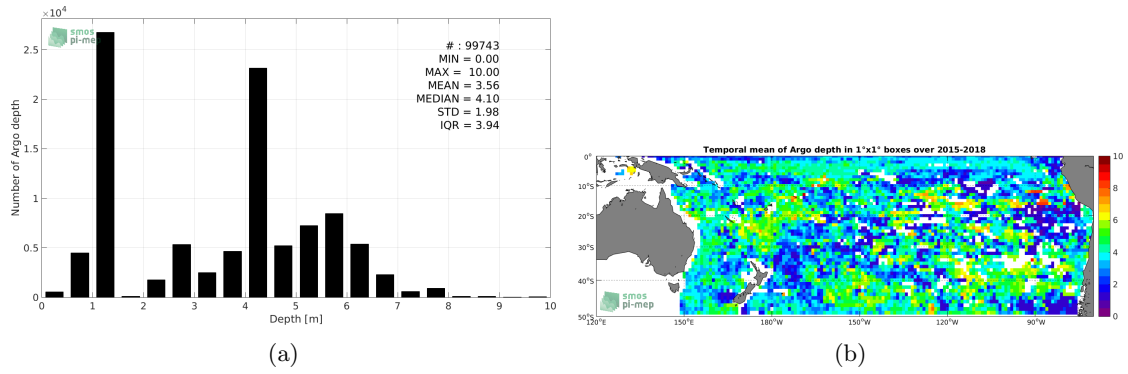 ×10⁴
smos
pi-mep
# : 99743
MIN = 0.00
MAX = 10.00
MEAN = 3.56
MEDIAN = 4.10
STD = 1.98
IQR = 3.94
2.5
2
1.5
1
0.5
0
Number of Argo depth
0 1 2 3 4 5 6 7 8 9 10
Depth [m]
(a)
Temporal mean of Argo depth in 1°x1° boxes over 2015-2018
0°
10°S
20°S
30°S
40°S
50°S
120°E 150°E 180°W 150°W 120°W 90°W
smos
pi-mep
10
8
6
4
2
0
(b)